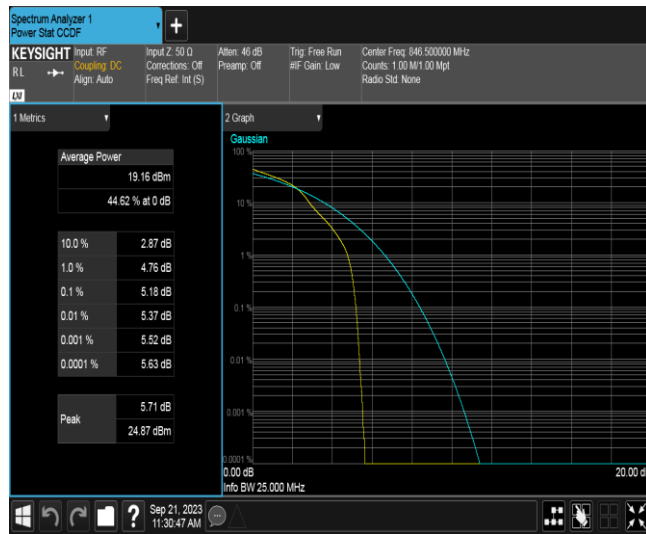 Spectrum Analyzer 1
Power Stat CCDF
KEYSIGHT
RL
LXI
Input: RF
Coupling: DC
Align: Auto
Input Z: 50 Ω
Corrections: Off
Freq Ref: Int (S)
Atten: 46 dB
Preamp: Off
Trig: Free Run
#IF Gain: Low
Center Freq: 846.500000 MHz
Counts: 1.00 M/1.00 Mpt
Radio Std: None
1 Metrics
Average Power
19.16 dBm
44.62 % at 0 dB
10.0 % 2.87 dB
1.0 % 4.76 dB
0.1 % 5.18 dB
0.01 % 5.37 dB
0.001 % 5.52 dB
0.0001 % 5.63 dB
Peak
5.71 dB
24.87 dBm
2 Graph
Gaussian
100 %
10 %
1 %
0.1 %
0.01 %
0.001 %
0.0001 %
0.00 dB 20.00 d
Info BW 25.000 MHz
?
Sep 21, 2023
11:30:47 AM